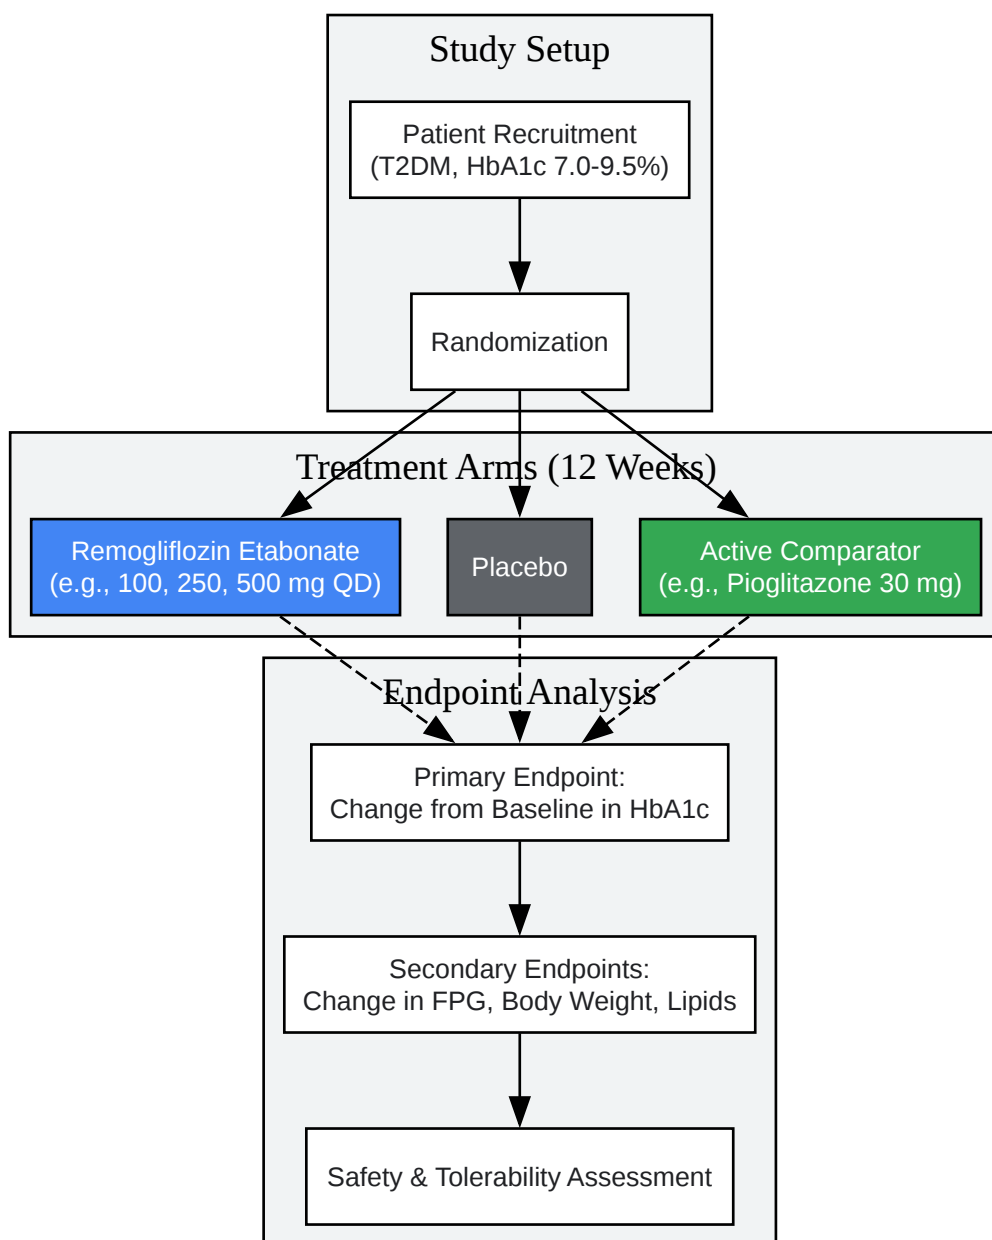 Study Setup
Patient Recruitment
(T2DM, HbA1c 7.0-9.5%)
Randomization
Treatment Arms (12 Weeks)
Remogliflozin Etabonate
(e.g., 100, 250, 500 mg QD)
Placebo
Active Comparator
(e.g., Pioglitazone 30 mg)
Endpoint Analysis
Primary Endpoint:
Change from Baseline in HbA1c
Secondary Endpoints:
Change in FPG, Body Weight, Lipids
Safety & Tolerability Assessment